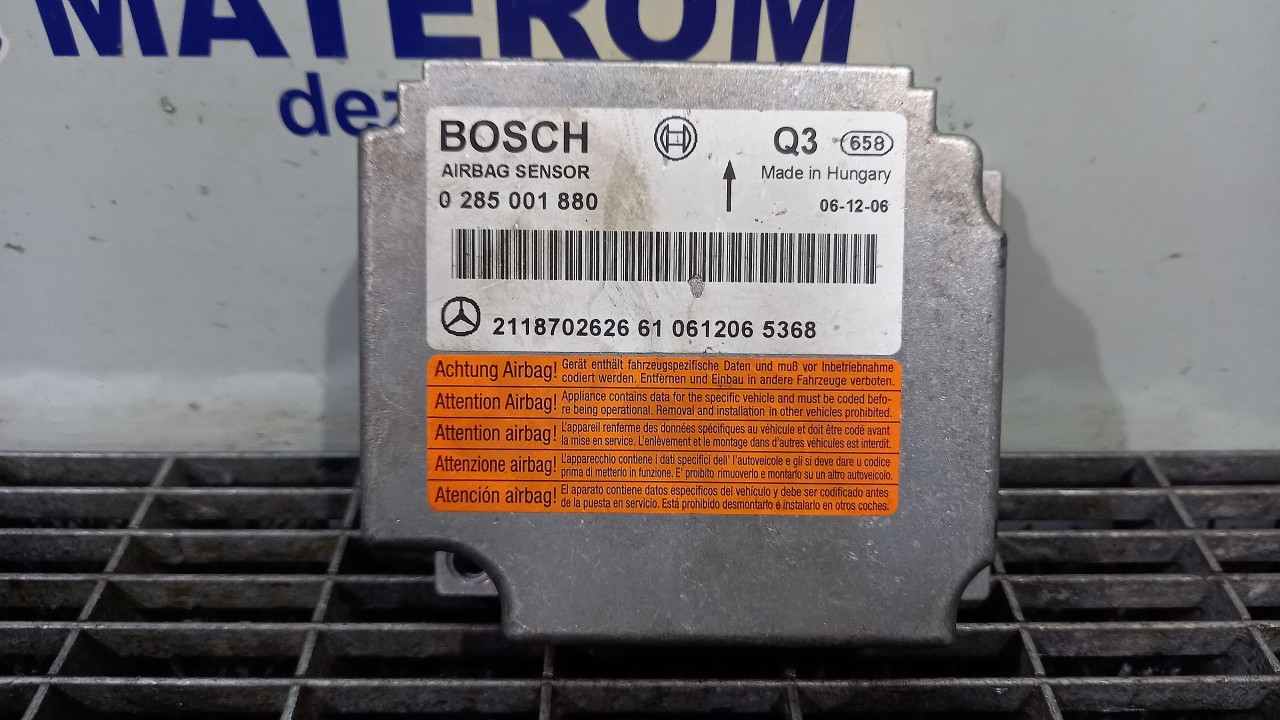 MATEROM
dez
BOSCH
Q3 658
AIRBAG SENSOR
Made in Hungary
0 285 001 880
06-12-06
2118702626 61 061206 5368
Achtung Airbag! Gerät enthält fahrzeugspezifische Daten und muß vor Inbetriebnahme
codiert werden. Entfernen und Einbau in andere Fahrzeuge verboten.
Attention Airbag! Appliance contains data for the specific vehicle and must be coded befo-
re being operational. Removal and installation in other vehicles prohibited.
Attention airbag! L'appareil renferme des données spécifiques au véhicule et doit être codé avant
la mise en service. L'enlèvement et le montage dans d'autres véhicules est interdit.
Attenzione airbag! L'apparecchio contiene i dati specifici dell' l'autoveicole e gli si deve dare u codice
prima di metterlo in funzione. E' proibito rimuoverlo e montarlo su un altro autoveicolo.
Atención airbag! El aparato contiene datos específicos del vehículo y debe ser codificado antes
de la puesta en servicio. Está prohibido desmontarlo e instalarlo en otros coches.